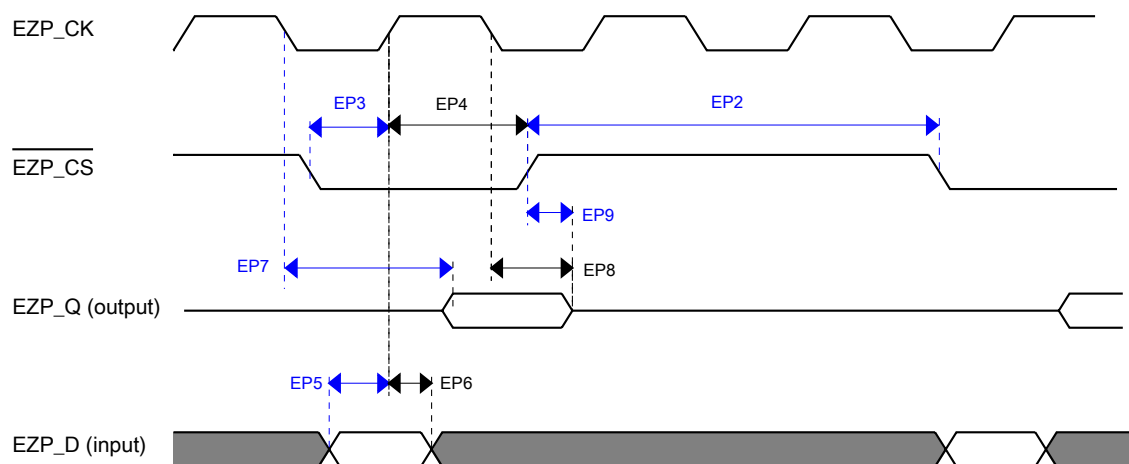 EZP_CK
EP3
EP4
EP2
EZP_CS
EP9
EP7
EP8
EZP_Q (output)
EP5
EP6
EZP_D (input)